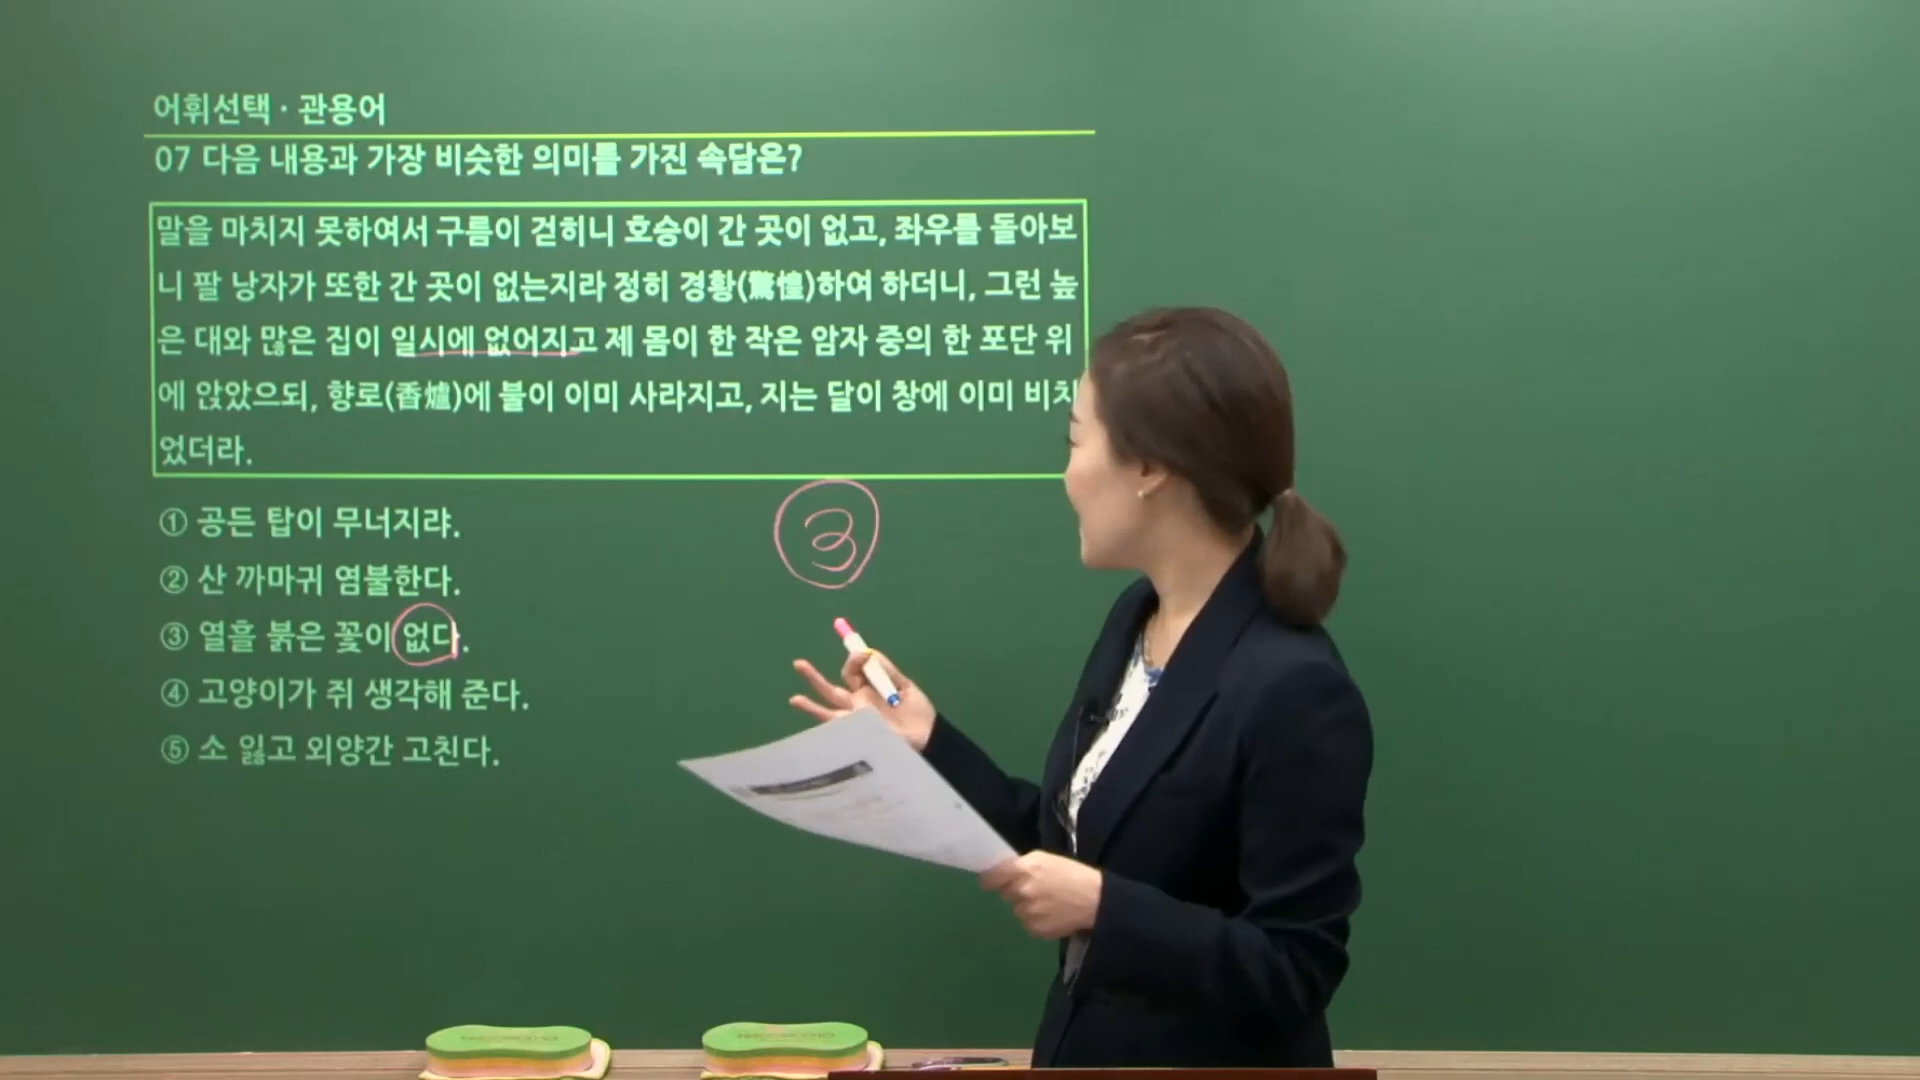 어휘선택 · 관용어
07 다음 내용과 가장 비슷한 의미를 가진 속담은?
말을 마치지 못하여서 구름이 걷히니 호승이 간 곳이 없고, 좌우를 돌아보
니 팔 낭자가 또한 간 곳이 없는지라 정히 경황(驚惶)하여 하더니, 그런 높
은 대와 많은 집이 일시에 없어지고 제 몸이 한 작은 암자 중의 한 포단 위
에 앉았으되, 향로(香爐)에 불이 이미 사라지고, 지는 달이 창에 이미 비치
었더라.
③
① 공든 탑이 무너지랴.
② 산 까마귀 염불한다.
③ 열흘 붉은 꽃이 없다.
④ 고양이가 쥐 생각해 준다.
⑤ 소 잃고 외양간 고친다.